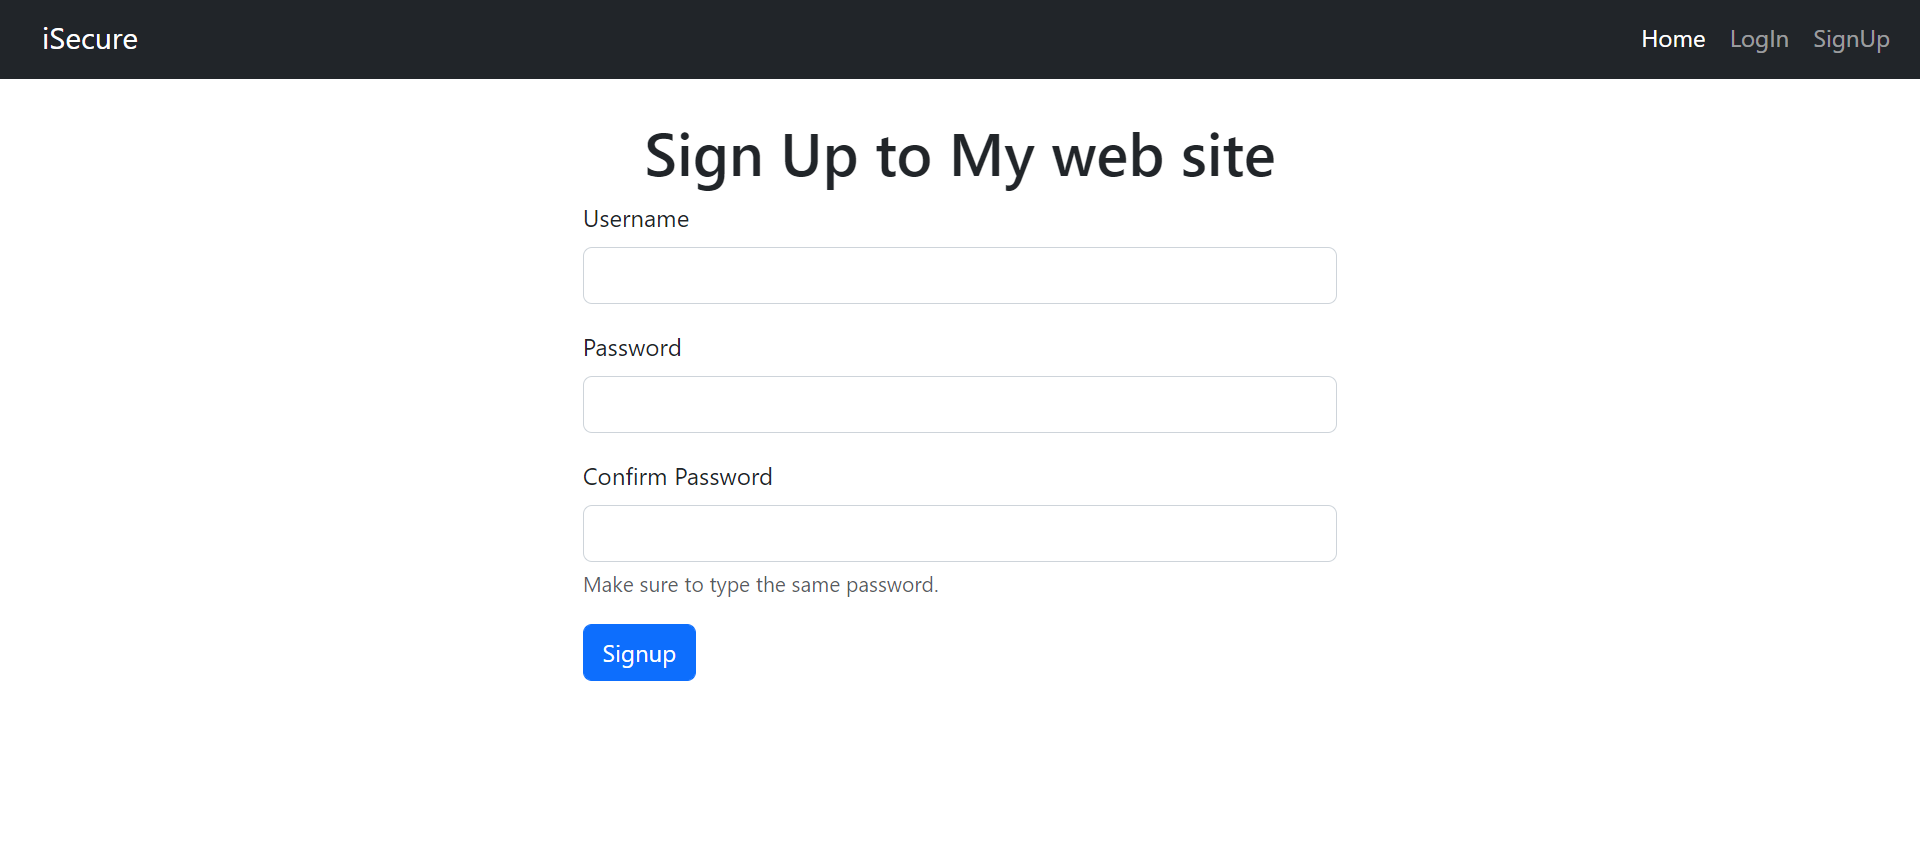 iSecure Home LogIn SignUp
Sign Up to My web site
Username
Password
Confirm Password
Make sure to type the same password.
Signup